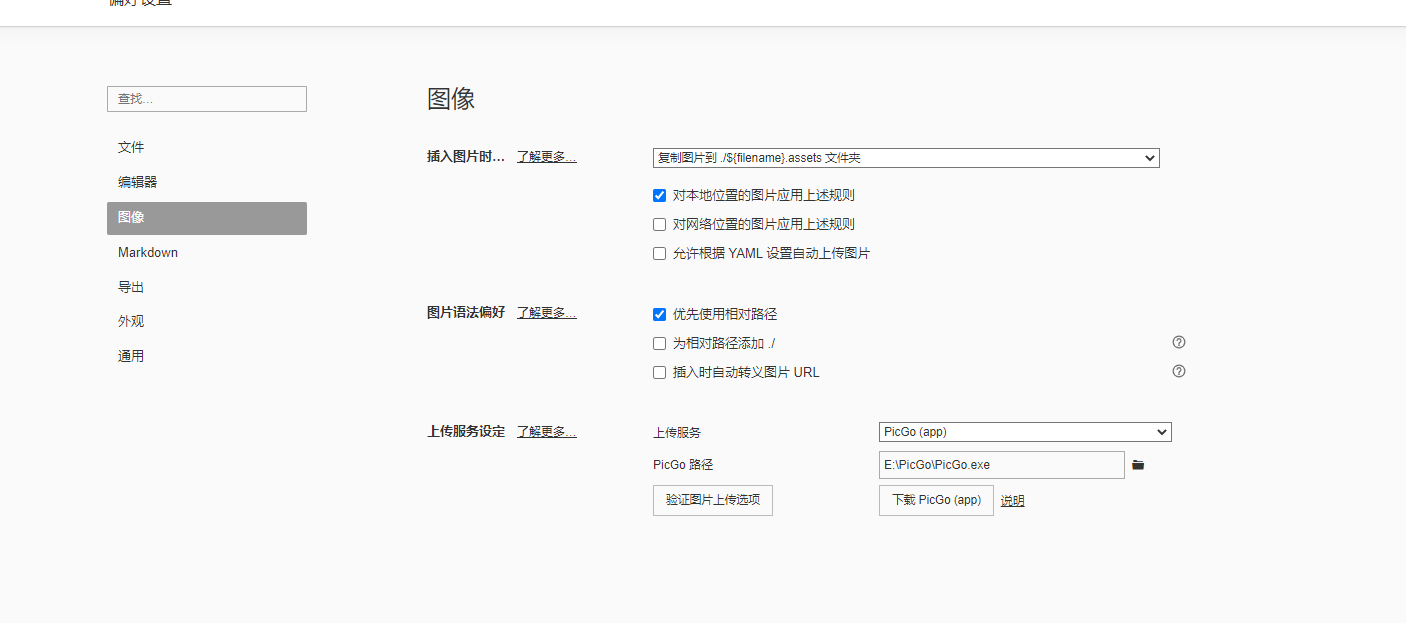 偏好设置
查找...
文件
编辑器
图像
Markdown
导出
外观
通用
图像
插入图片时... 了解更多... 复制图片到 ./${filename}.assets 文件夹
对本地位置的图片应用上述规则
对网络位置的图片应用上述规则
允许根据 YAML 设置自动上传图片
图片语法偏好 了解更多... 优先使用相对路径
为相对路径添加 ./
插入时自动转义图片 URL
上传服务设定 了解更多... 上传服务 PicGo (app)
PicGo 路径 E:\PicGo\PicGo.exe
验证图片上传选项 下载 PicGo (app) 说明